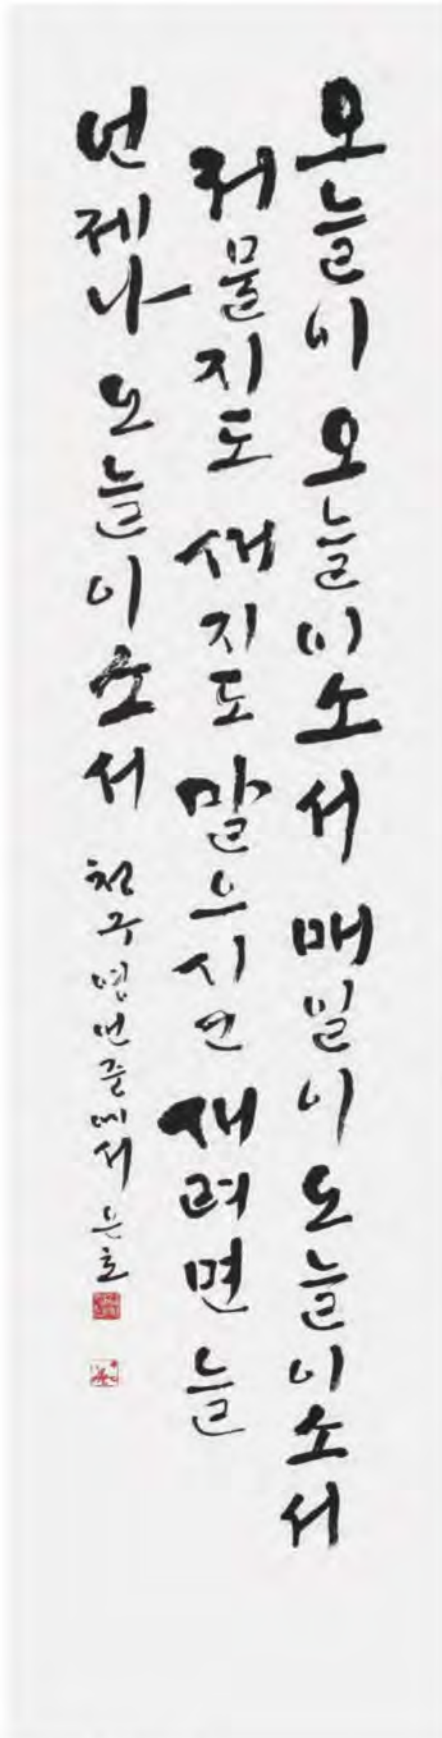 오늘이 오늘이소서 매일이 오늘이소서
저물지도 새지도 말으시고 새려면 늘
언제나 오늘이소서 청구영언중에서 은호